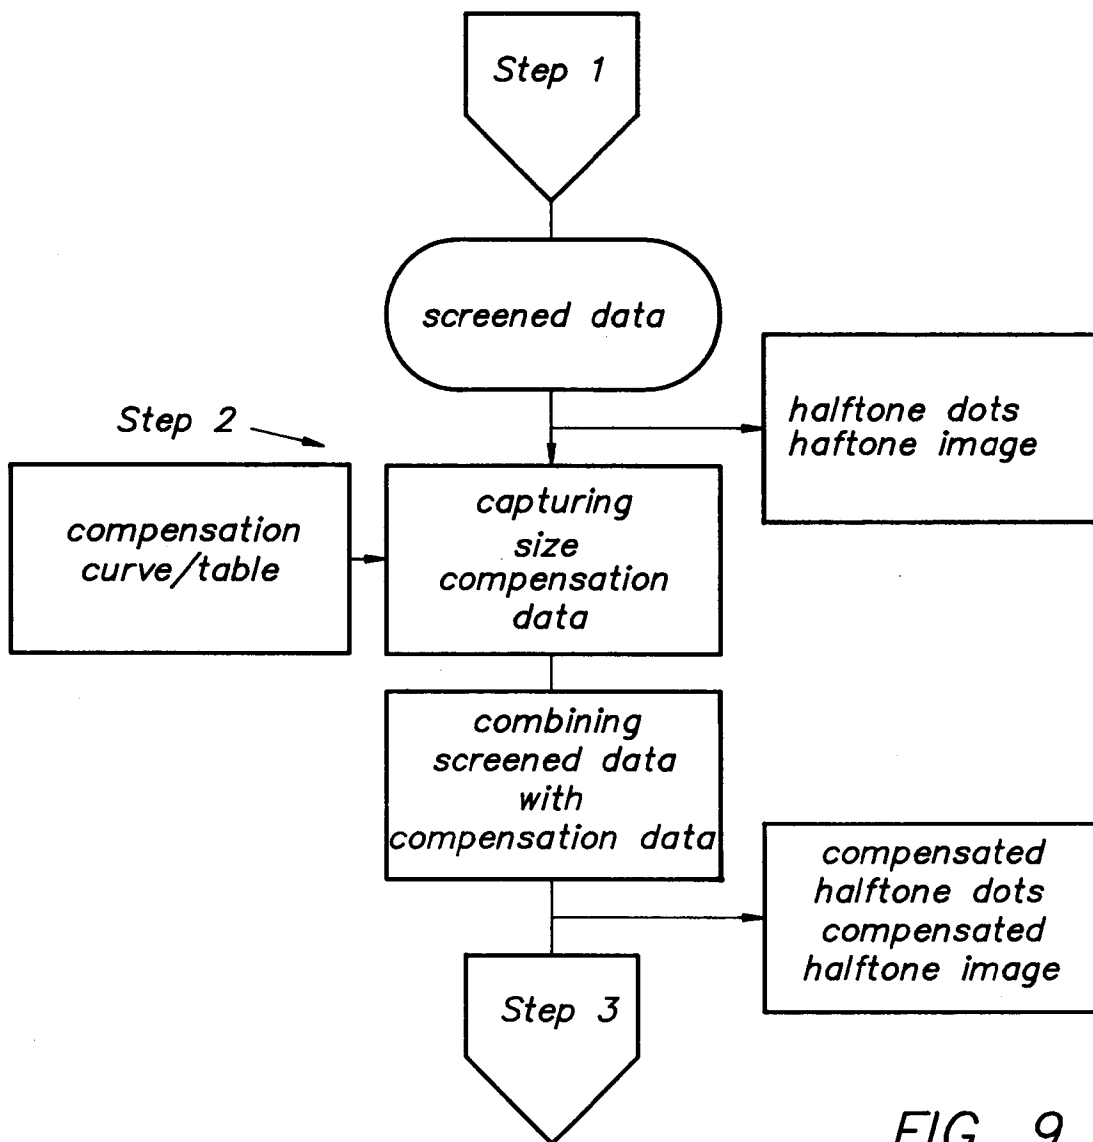 Step 1
screened data
halftone dots
haftone image
Step 2
compensation
curve/table
capturing
size
compensation
data
combining
screened data
with
compensation data
compensated
halftone dots
compensated
halftone image
Step 3
FIG. 9